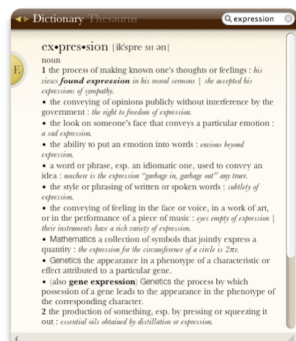 Dictionary Thesaurus
expression
E
ex•pres•sion |ik'spre SH ən|
noun
1 the process of making known one's thoughts or feelings : his
views found expression in his moral sermons | she accepted his
expressions of sympathy.
• the conveying of opinions publicly without interference by the
government : the right to freedom of expression.
• the look on someone's face that conveys a particular emotion :
a sad expression.
• the ability to put an emotion into words : envious beyond
expression.
• a word or phrase, esp. an idiomatic one, used to convey an
idea : nowhere is the expression "garbage in, garbage out" any truer.
• the style or phrasing of written or spoken words : subtlety of
expression.
• the conveying of feeling in the face or voice, in a work of art,
or in the performance of a piece of music : eyes empty of expression |
their instruments have a rich variety of expression.
• Mathematics a collection of symbols that jointly express a
quantity : the expression for the circumference of a circle is 2πr.
• Genetics the appearance in a phenotype of a characteristic or
effect attributed to a particular gene.
• (also gene expression) Genetics the process by which
possession of a gene leads to the appearance in the phenotype of
the corresponding character.
2 the production of something, esp. by pressing or squeezing it
out : essential oils obtained by distillation or expression.